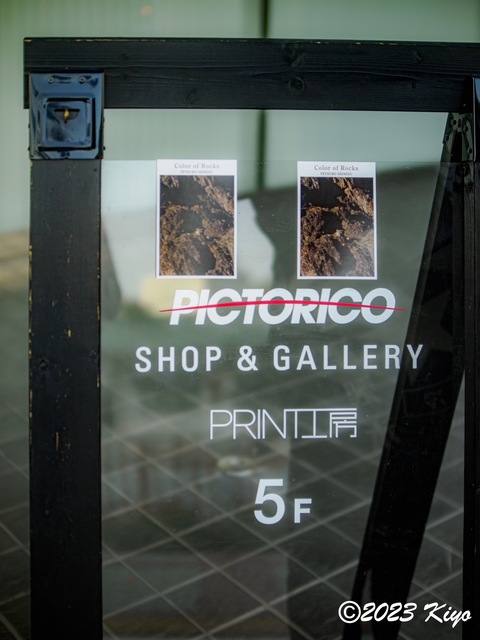 Color of Rocks
Color of Rocks
PICTORICO
SHOP & GALLERY
PRINT工房
5F
©2023 Kiyo